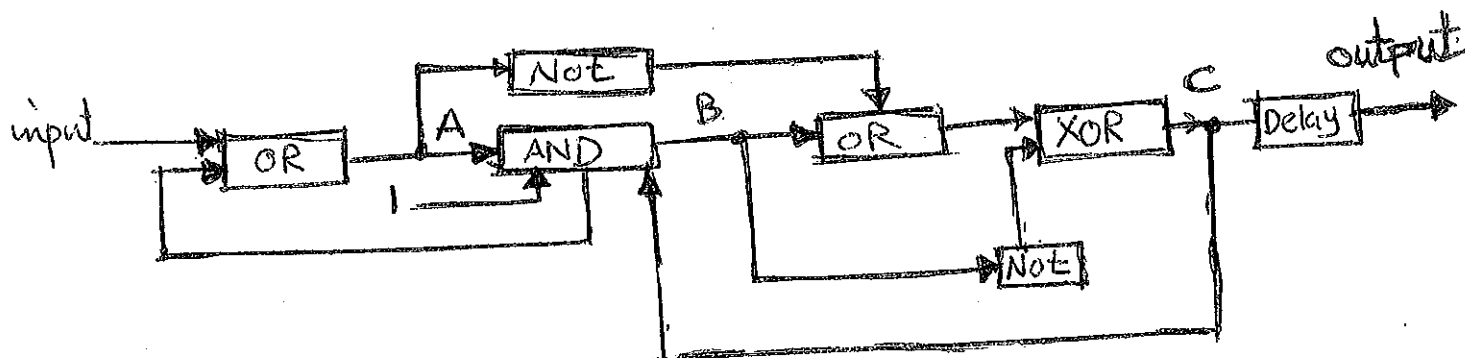 output.
C
Not
B
input
A
OR
AND
OR
XOR
Delay
1
Not